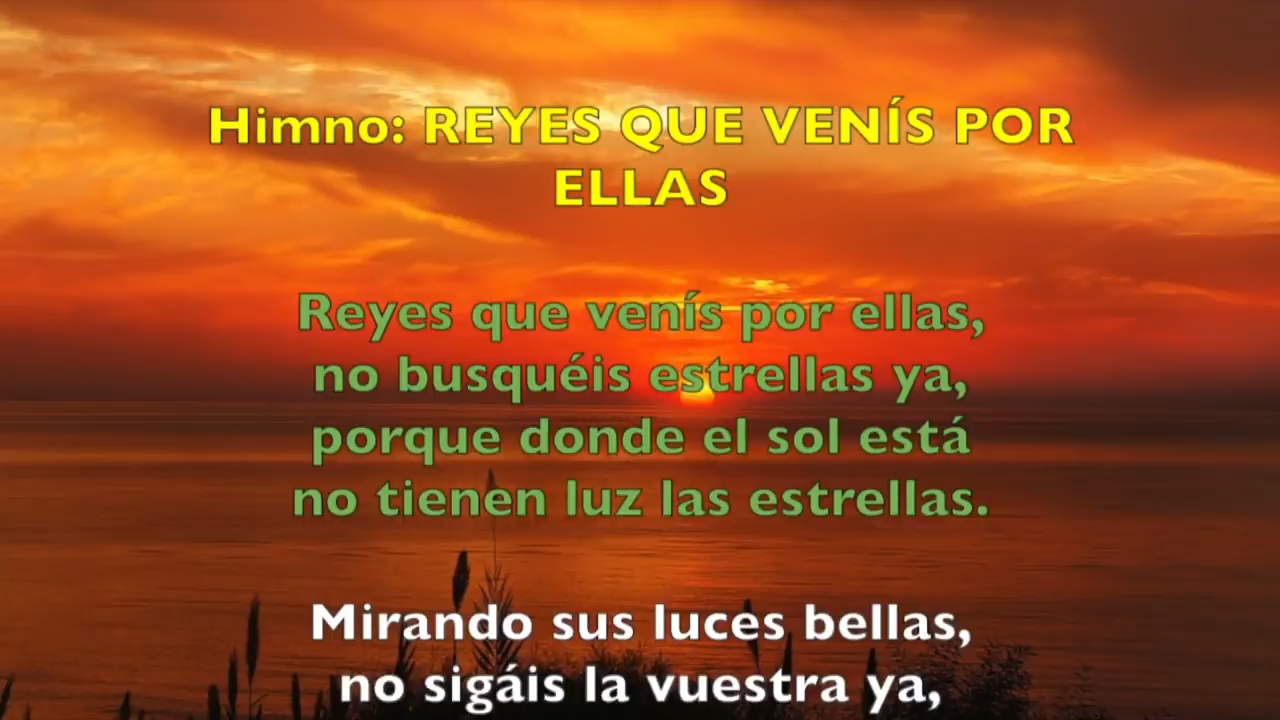 Himno: REYES QUE VENÍS POR
ELLAS
Reyes que venís por ellas,
no busquéis estrellas ya,
porque donde el sol está
no tienen luz las estrellas.
Mirando sus luces bellas,
no sigáis la vuestra ya,